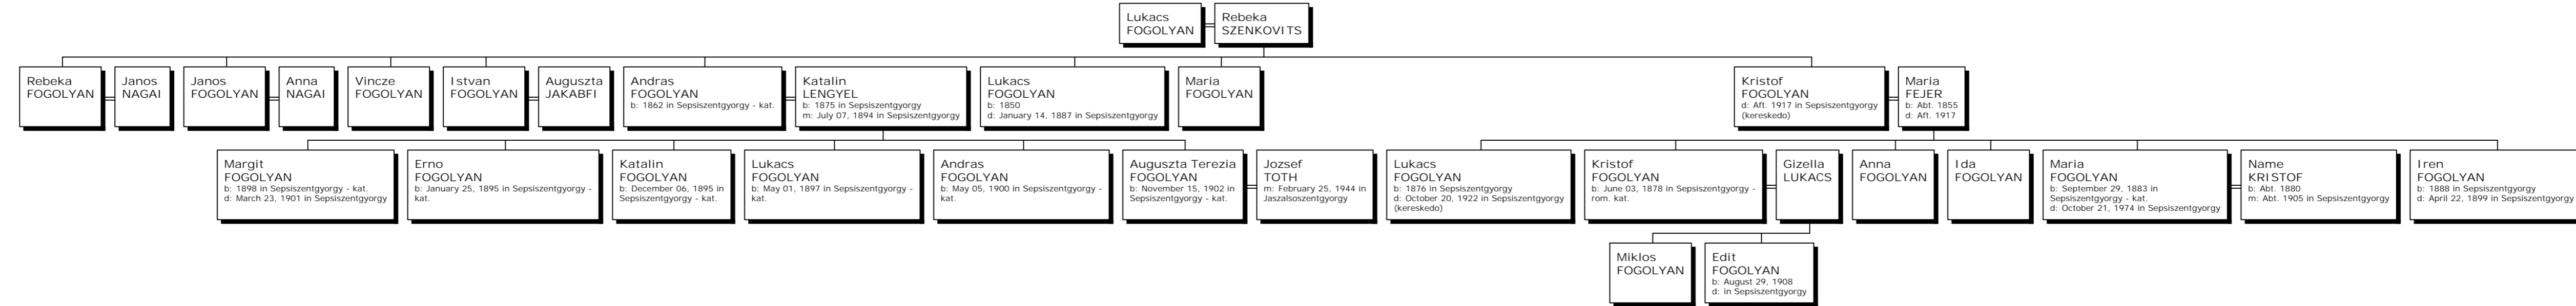 Lukacs
FOGOLYAN
Rebeka
SZENKOVITS
Rebeka
FOGOLYAN
Janos
NAGAI
Janos
FOGOLYAN
Anna
NAGAI
Vincze
FOGOLYAN
Istvan
FOGOLYAN
Auguszta
JAKABFI
Andras
FOGOLYAN
b: 1862 in Sepsiszentgyorgy - kat.
Katalin
LENGYEL
b: 1875 in Sepsiszentgyorgy
m: July 07, 1894 in Sepsiszentgyorgy
Lukacs
FOGOLYAN
b: 1850
d: January 14, 1887 in Sepsiszentgyorgy
Maria
FOGOLYAN
Kristof
FOGOLYAN
d: Aft. 1917 in Sepsiszentgyorgy
(kereskedo)
Maria
FEJER
b: Abt. 1855
d: Aft. 1917
Margit
FOGOLYAN
b: 1898 in Sepsiszentgyorgy - kat.
d: March 23, 1901 in Sepsiszentgyorgy
Erno
FOGOLYAN
b: January 25, 1895 in Sepsiszentgyorgy -
kat.
Katalin
FOGOLYAN
b: December 06, 1895 in
Sepsiszentgyorgy - kat.
Lukacs
FOGOLYAN
b: May 01, 1897 in Sepsiszentgyorgy -
kat.
Andras
FOGOLYAN
b: May 05, 1900 in Sepsiszentgyorgy -
kat.
Auguszta Terezia
FOGOLYAN
b: November 15, 1902 in
Sepsiszentgyorgy - kat.
Jozsef
TOTH
m: February 25, 1944 in
Jaszalsoszentgyorgy
Lukacs
FOGOLYAN
b: 1876 in Sepsiszentgyorgy
d: October 20, 1922 in Sepsiszentgyorgy
(kereskedo)
Kristof
FOGOLYAN
b: June 03, 1878 in Sepsiszentgyorgy -
rom. kat.
Gizella
LUKACS
Anna
FOGOLYAN
Ida
FOGOLYAN
Maria
FOGOLYAN
b: September 29, 1883 in
Sepsiszentgyorgy - kat.
d: October 21, 1974 in Sepsiszentgyorgy
Name
KRISTOF
b: Abt. 1880
m: Abt. 1905 in Sepsiszentgyorgy
Iren
FOGOLYAN
b: 1888 in Sepsiszentgyorgy
d: April 22, 1899 in Sepsiszentgyorgy
Miklos
FOGOLYAN
Edit
FOGOLYAN
b: August 29, 1908
d: in Sepsiszentgyorgy